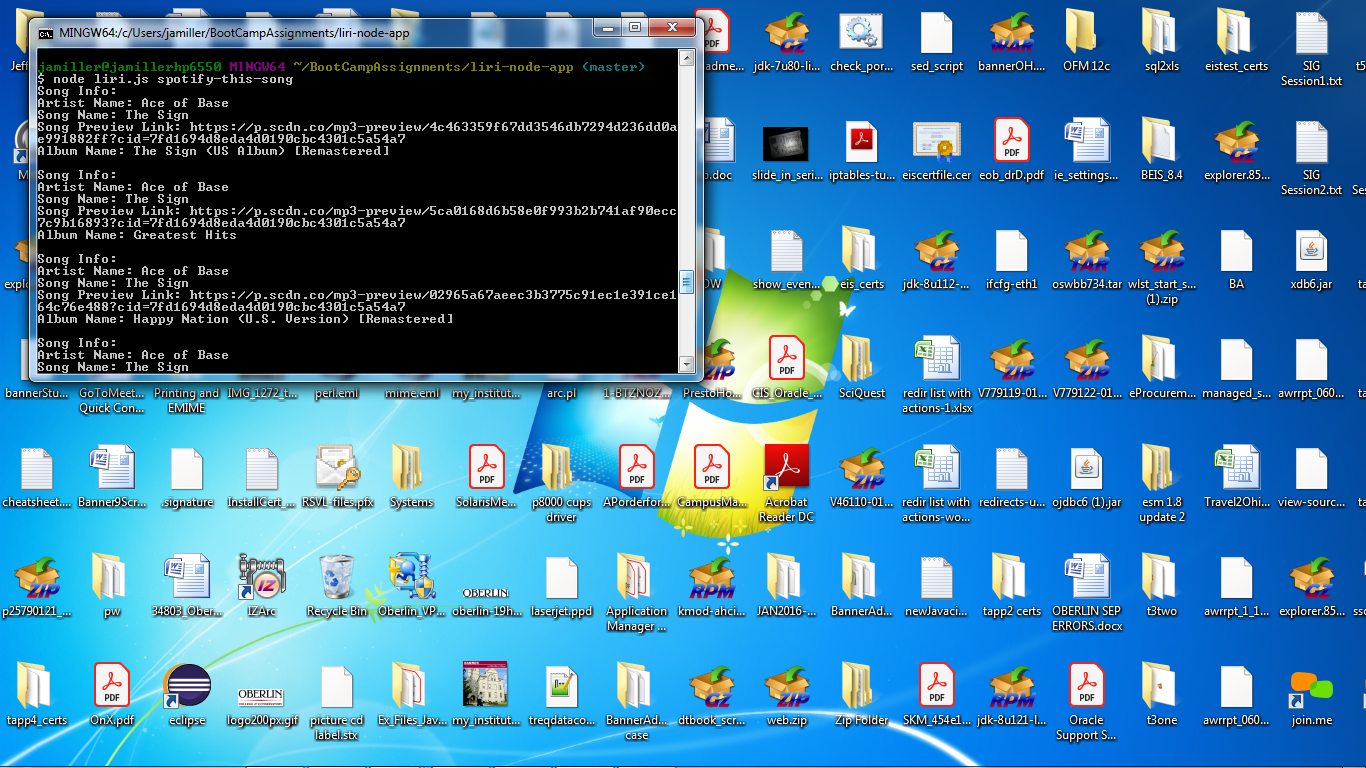 MINGW64:/c/Users/jamiller/BootCampAssignments/liri-node-app
jamiller@jamillerhp6550 MINGW64 ~/BootCampAssignments/liri-node-app (master)
$ node liri.js spotify-this-song
Song Info:
Artist Name: Ace of Base
Song Name: The Sign
Song Preview Link: https://p.scdn.co/mp3-preview/4c463359f67dd3546db7294d236dd0a
e991882ff?cid=7fd1694d8eda4d0190cbc4301c5a54a7
Album Name: The Sign (US Album) [Remastered]
Song Info:
Artist Name: Ace of Base
Song Name: The Sign
Song Preview Link: https://p.scdn.co/mp3-preview/5ca0168d6b58e0f993b2b741af90ecc
7c9b16893?cid=7fd1694d8eda4d0190cbc4301c5a54a7
Album Name: Greatest Hits
Song Info:
Artist Name: Ace of Base
Song Name: The Sign
Song Preview Link: https://p.scdn.co/mp3-preview/02965a67aeec3b3775c91ec1e391ce1
64c76e488?cid=7fd1694d8eda4d0190cbc4301c5a54a7
Album Name: Happy Nation (U.S. Version) [Remastered]
Song Info:
Artist Name: Ace of Base
Song Name: The Sign
jdk-7u80-li... check_por... sed_script bannerOH.... OFM 12c sql2xls eistest_certs SIG
Session1.txt
slide_in_seri... iptables-tu... eiscertfile.cer eob_drD.pdf ie_settings... BEIS_8.4 explorer.85... SIG
Session2.txt
show_even... eis_certs jdk-8u112-... ifcfg-eth1 oswbb734.tar wlst_start_s... BA xdb6.jar
(1).zip
bannerStu... GoToMeet... Printing and IMG_1272_t... perl.eml mime.eml my_institut... arc.pl 1-BTZNOZ... PrestoHo... CIS_Oracle_... SciQuest redir list with V779119-01... V779122-01... eProcurem... managed_s... awrrpt_060...
Quick Con... EMIME actions-1.xlsx
cheatsheet.... Banner9Scr... .signature InstallCert_... RSVL-files.pfx Systems SolarisMe... p8000 cups APorderfor... CampusMa... Acrobat V46110-01... redir list with redirects-u... ojdbc6 (1).jar esm 1.8 Travel2Ohi... view-sourc...
driver Reader DC actions-wo... update 2
OBERLIN
p25790121_... pw 34803_Ober... IZArc Recycle Bin Oberlin_VP... oberlin-19h... laserjet.ppd Application kmod-ahci... JAN2016-... BannerAd... newJavaci... tapp2 certs OBERLIN SEP t3two awrrpt_1_1... explorer.85...
Manager ... ERRORS.docx
OBERLIN
tapp4_certs OnX.pdf eclipse logo200px.gif picture cd Ex_Files_Jav... my_institut... treqdataco... BannerAd... dtbook_scr... web.zip Zip Folder SKM_454e1... jdk-8u121-l... Oracle t3one awrrpt_060... join.me
label.stx case Support S...